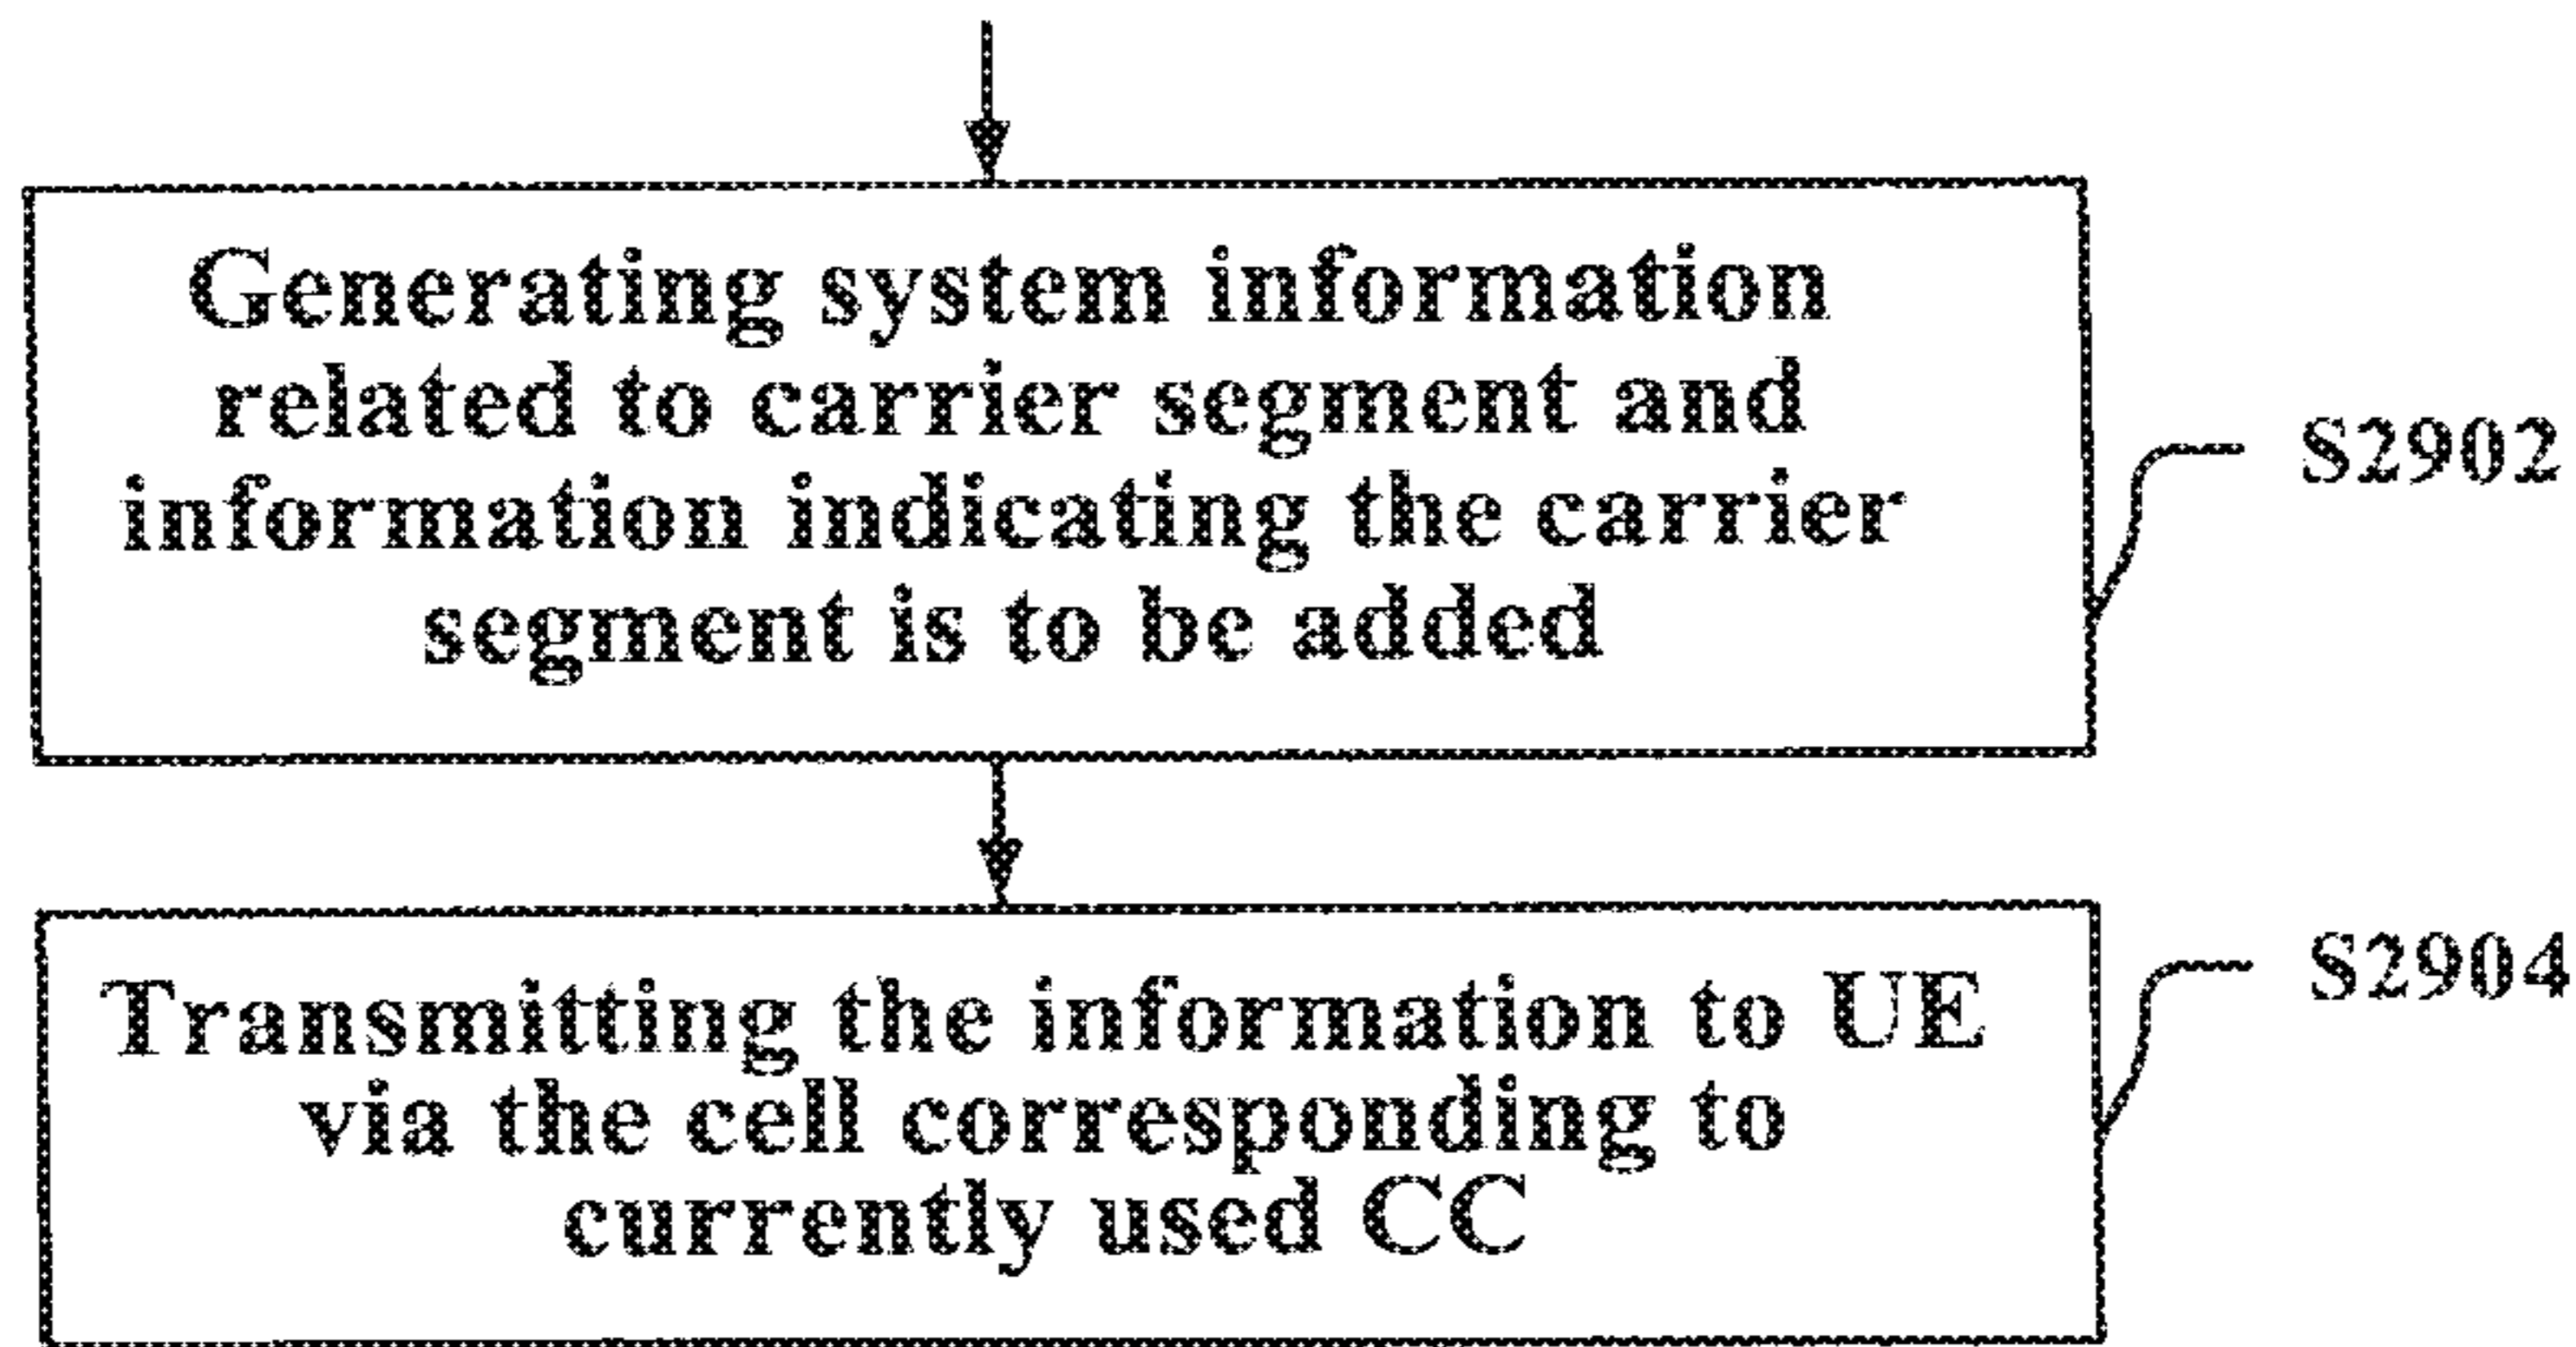 Generating system information
related to carrier segment and
information indicating the carrier
segment is to be added
S2902
Transmitting the information to UE
via the cell corresponding to
currently used CC
S2904